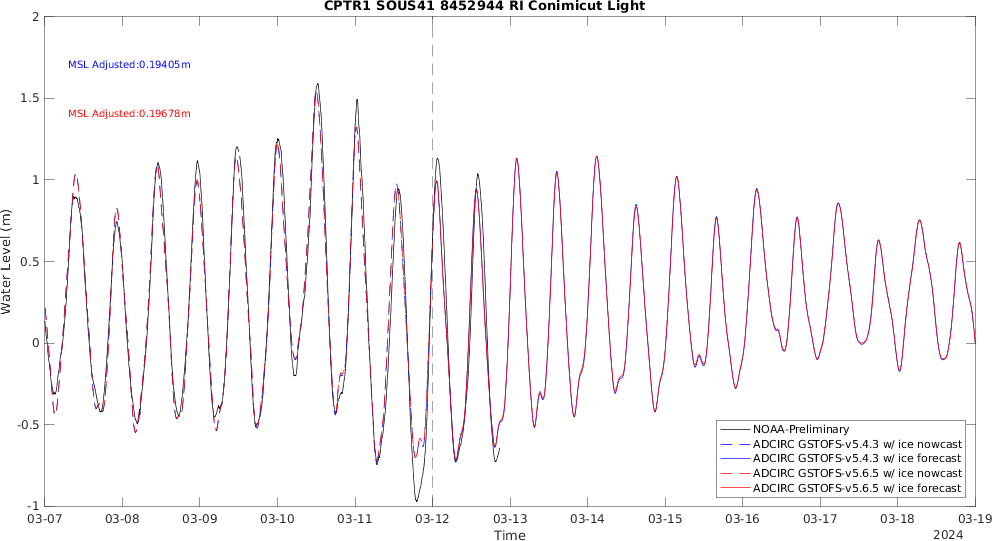 CPTR1 SOUS41 8452944 RI Conimicut Light
MSL Adjusted:0.19405m
MSL Adjusted:0.19678m
Water Level (m)
2
1.5
1
0.5
0
-0.5
-1
NOAA-Preliminary
ADCIRC GSTOFS-v5.4.3 w/ ice nowcast
ADCIRC GSTOFS-v5.4.3 w/ ice forecast
ADCIRC GSTOFS-v5.6.5 w/ ice nowcast
ADCIRC GSTOFS-v5.6.5 w/ ice forecast
03-07 03-08 03-09 03-10 03-11 03-12 03-13 03-14 03-15 03-16 03-17 03-18 03-19
Time
2024